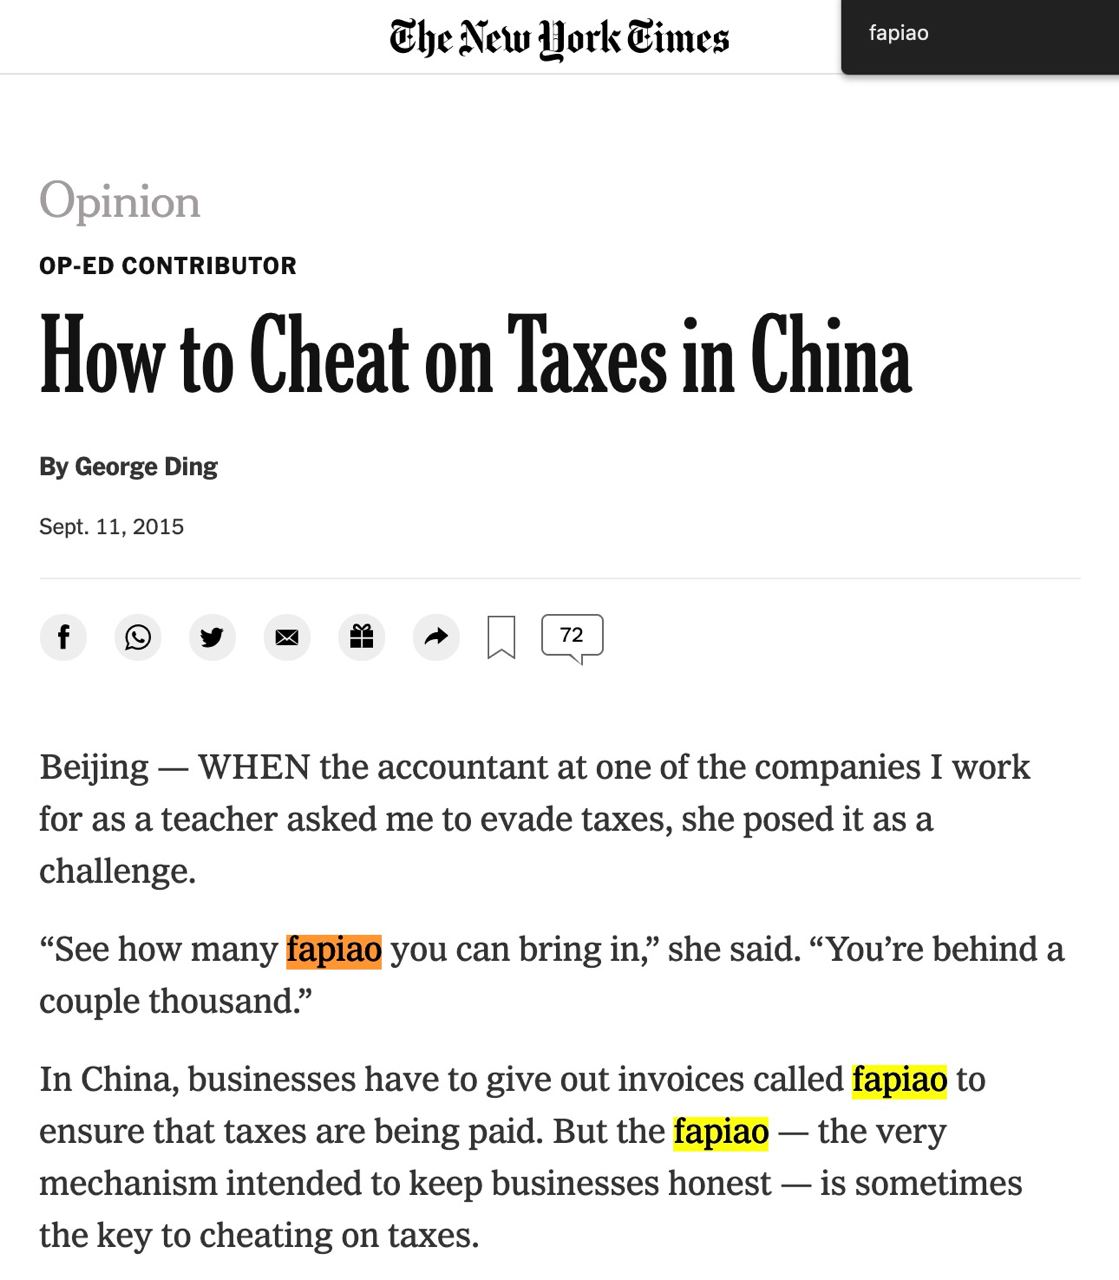 The New York Times
fapiao
Opinion
OP-ED CONTRIBUTOR
How to Cheat on Taxes in China
By George Ding
Sept. 11, 2015
72
Beijing — WHEN the accountant at one of the companies I work
for as a teacher asked me to evade taxes, she posed it as a
challenge.
“See how many fapiao you can bring in,” she said. “You’re behind a
couple thousand.”
In China, businesses have to give out invoices called fapiao to
ensure that taxes are being paid. But the fapiao — the very
mechanism intended to keep businesses honest — is sometimes
the key to cheating on taxes.